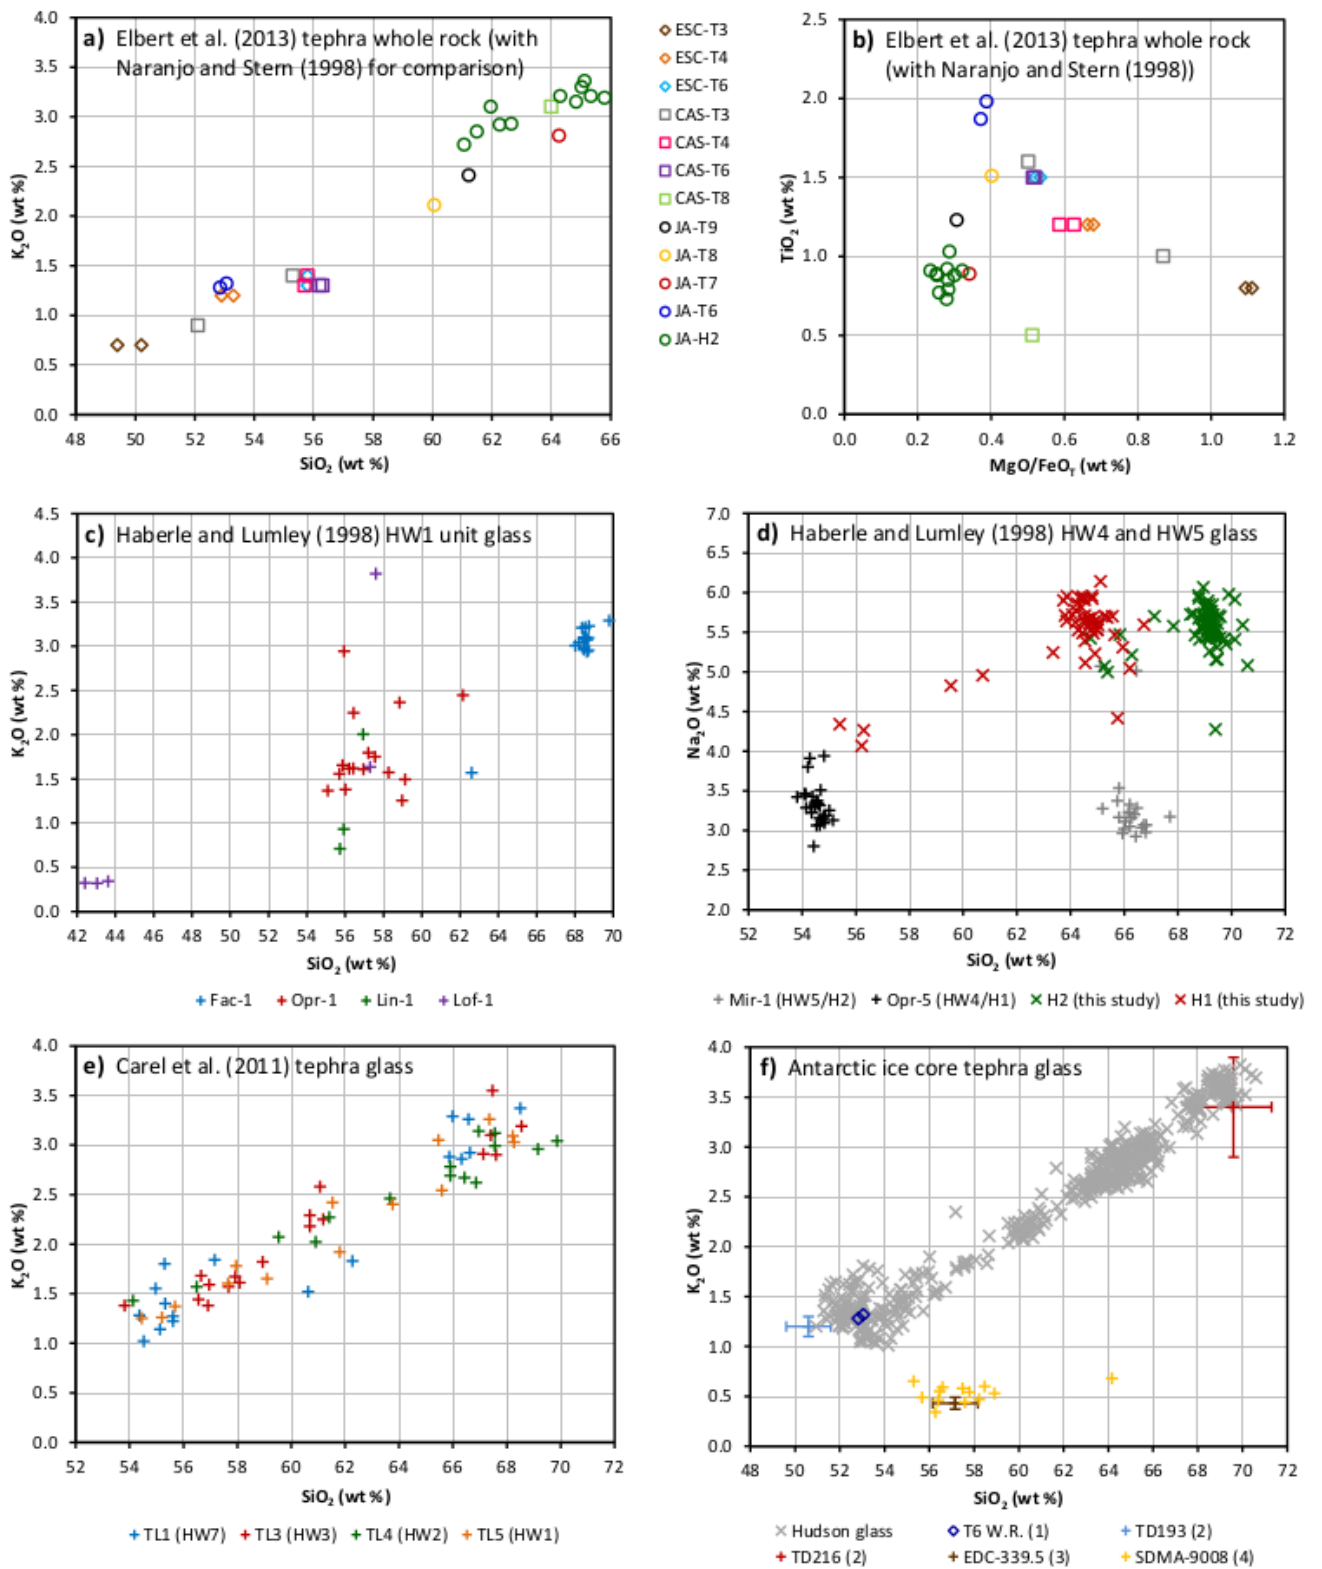 a) Elbert et al. (2013) tephra whole rock (with
Naranjo and Stern (1998) for comparison)
4.0
3.5
3.0
2.5
2.0
1.5
1.0
0.5
0.0
K2O (wt %)
48 50 52 54 56 58 60 62 64 66
SiO2 (wt %)
ESC-T3
ESC-T4
ESC-T6
CAS-T3
CAS-T4
CAS-T6
CAS-T8
JA-T9
JA-T8
JA-T7
JA-T6
JA-H2
b) Elbert et al. (2013) tephra whole rock
(with Naranjo and Stern (1998))
2.5
2.0
1.5
1.0
0.5
0.0
TiO2 (wt %)
0.0 0.2 0.4 0.6 0.8 1.0 1.2
MgO/FeOT (wt %)
c) Haberle and Lumley (1998) HW1 unit glass
4.5
4.0
3.5
3.0
2.5
2.0
1.5
1.0
0.5
0.0
K2O (wt %)
42 44 46 48 50 52 54 56 58 60 62 64 66 68 70
SiO2 (wt %)
Fac-1 Opr-1 Lin-1 Lof-1
d) Haberle and Lumley (1998) HW4 and HW5 glass
7.0
6.5
6.0
5.5
5.0
4.5
4.0
3.5
3.0
2.5
2.0
Na2O (wt %)
52 54 56 58 60 62 64 66 68 70 72
SiO2 (wt %)
Mir-1 (HW5/H2) Opr-5 (HW4/H1) H2 (this study) H1 (this study)
e) Carel et al. (2011) tephra glass
4.0
3.5
3.0
2.5
2.0
1.5
1.0
0.5
0.0
K2O (wt %)
52 54 56 58 60 62 64 66 68 70 72
SiO2 (wt %)
TL1 (HW7) TL3 (HW3) TL4 (HW2) TL5 (HW1)
f) Antarctic ice core tephra glass
4.0
3.5
3.0
2.5
2.0
1.5
1.0
0.5
0.0
K2O (wt %)
48 50 52 54 56 58 60 62 64 66 68 70 72
SiO2 (wt %)
Hudson glass T6 W.R. (1) TD193 (2)
TD216 (2) EDC-339.5 (3) SDMA-9008 (4)